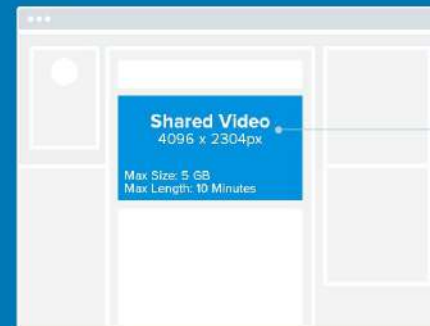 Shared Video
4096 x 2304px
Max Size: 5 GB
Max Length: 10 Minutes